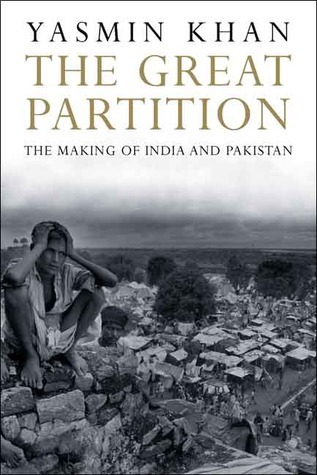 YASMIN KHAN
THE GREAT
PARTITION
THE MAKING OF INDIA AND PAKISTAN